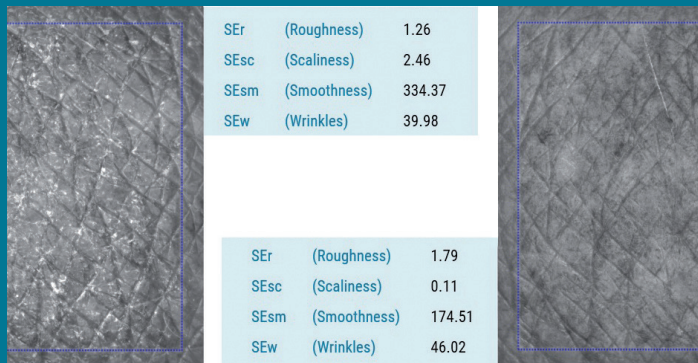 SEr (Roughness) 1.26
SEsc (Scaliness) 2.46
SEsm (Smoothness) 334.37
SEw (Wrinkles) 39.98
SEr (Roughness) 1.79
SEsc (Scaliness) 0.11
SEsm (Smoothness) 174.51
SEw (Wrinkles) 46.02